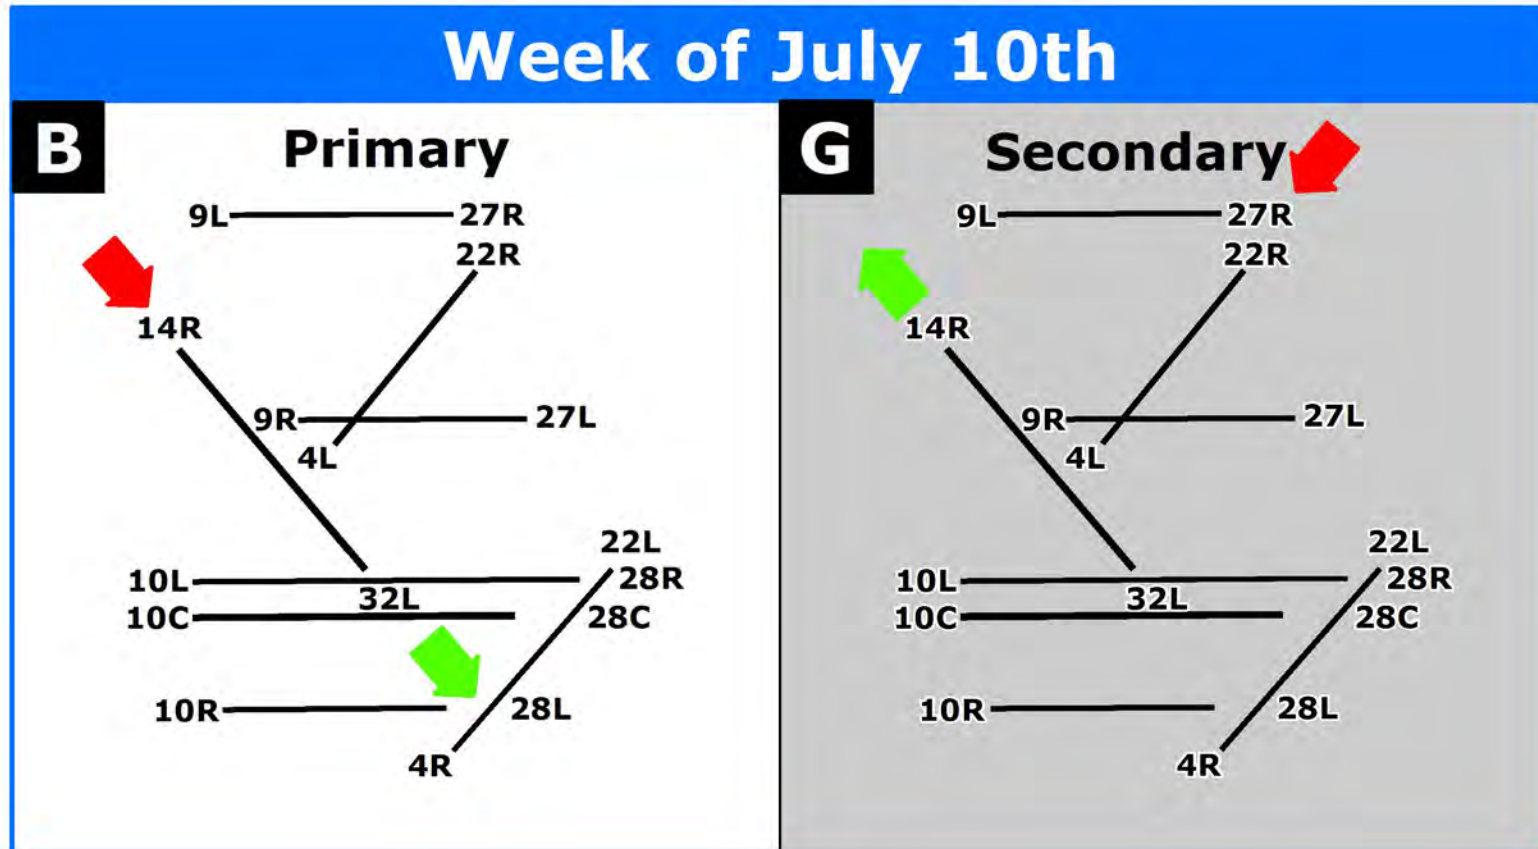 Week of July 10th
B
Primary
9L
27R
22R
14R
9R
27L
4L
22L
10L
28R
32L
10C
28C
10R
28L
4R
G
Secondary
9L
27R
22R
14R
9R
27L
4L
22L
10L
28R
32L
10C
28C
10R
28L
4R